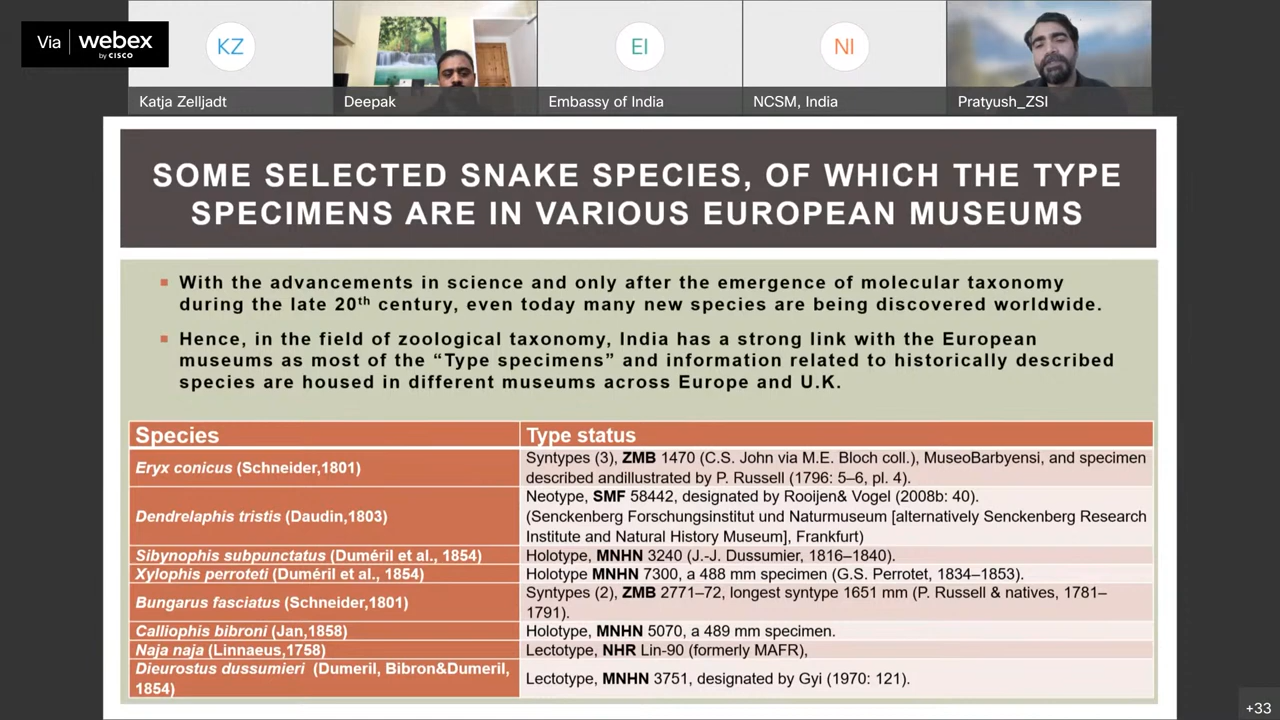 Via webex
by CISCO
KZ
EI
NI
Katja Zelljadt
Deepak
Embassy of India
NCSM, India
Pratyush_ZSI
SOME SELECTED SNAKE SPECIES, OF WHICH THE TYPE
SPECIMENS ARE IN VARIOUS EUROPEAN MUSEUMS
With the advancements in science and only after the emergence of molecular taxonomy
during the late 20th century, even today many new species are being discovered worldwide.
Hence, in the field of zoological taxonomy, India has a strong link with the European
museums as most of the “Type specimens” and information related to historically described
species are housed in different museums across Europe and U.K.
Species
Type status
Eryx conicus (Schneider,1801)
Syntypes (3), ZMB 1470 (C.S. John via M.E. Bloch coll.), MuseoBarbyensi, and specimen
described andillustrated by P. Russell (1796: 5–6, pl. 4).
Dendrelaphis tristis (Daudin,1803)
Neotype, SMF 58442, designated by Rooijen& Vogel (2008b: 40).
(Senckenberg Forschungsinstitut und Naturmuseum [alternatively Senckenberg Research
Institute and Natural History Museum], Frankfurt)
Sibynophis subpunctatus (Duméril et al., 1854)
Holotype, MNHN 3240 (J.-J. Dussumier, 1816–1840).
Xylophis perroteti (Duméril et al., 1854)
Holotype MNHN 7300, a 488 mm specimen (G.S. Perrotet, 1834–1853).
Bungarus fasciatus (Schneider,1801)
Syntypes (2), ZMB 2771–72, longest syntype 1651 mm (P. Russell & natives, 1781–
1791).
Calliophis bibroni (Jan,1858)
Holotype, MNHN 5070, a 489 mm specimen.
Naja naja (Linnaeus,1758)
Lectotype, NHR Lin-90 (formerly MAFR),
Dieurostus dussumieri (Dumeril, Bibron&Dumeril,
1854)
Lectotype, MNHN 3751, designated by Gyi (1970: 121).
+33